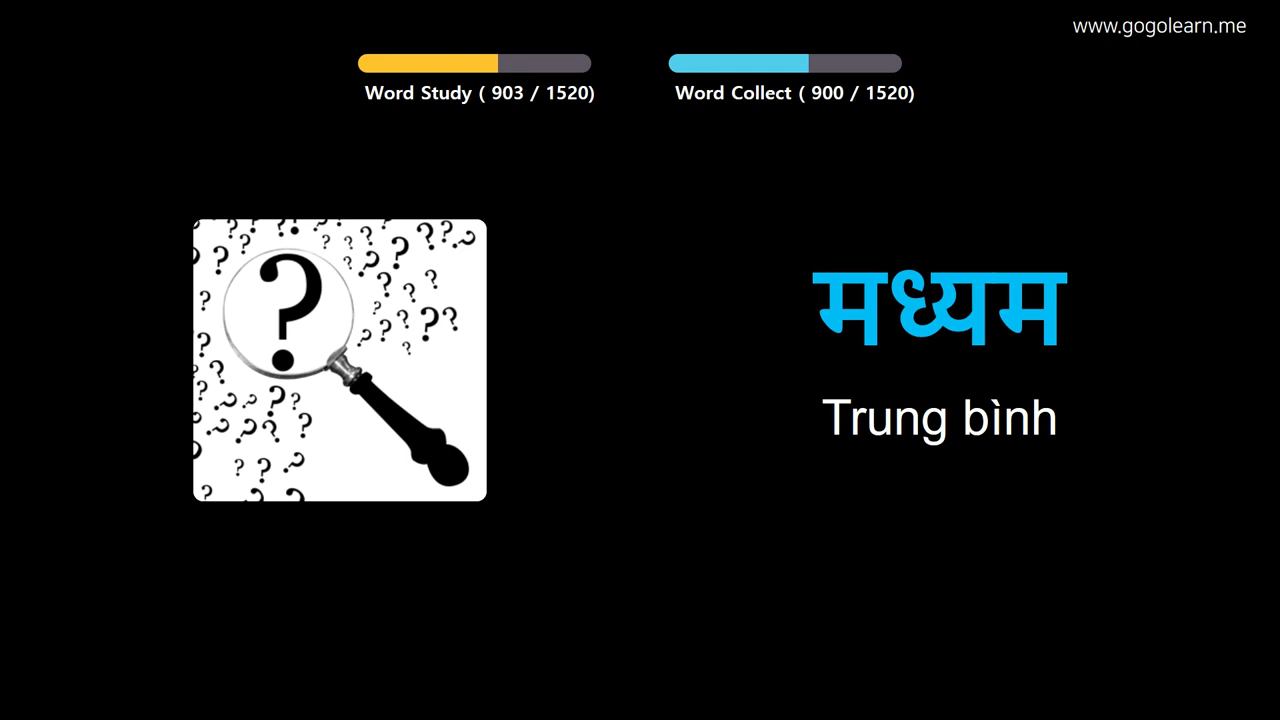 www.gogolearn.me
Word Study ( 903 / 1520)
Word Collect ( 900 / 1520)
मध्यम
Trung bình